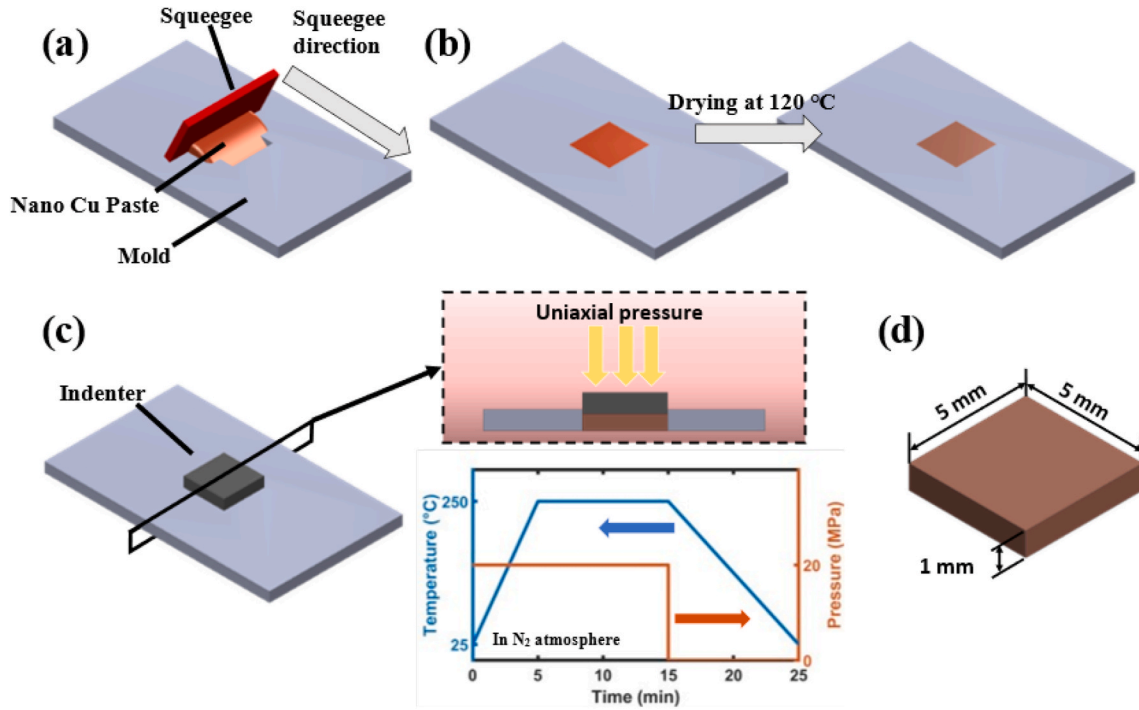 (a)
Squeegee
Squeegee
direction
Nano Cu Paste
Mold
(b)
Drying at 120 °C
(c)
Indenter
Uniaxial pressure
Temperature (°C)
250
25
In N₂ atmosphere
0
5
10
15
20
25
Time (min)
Pressure (MPa)
20
0
(d)
5 mm
5 mm
1 mm